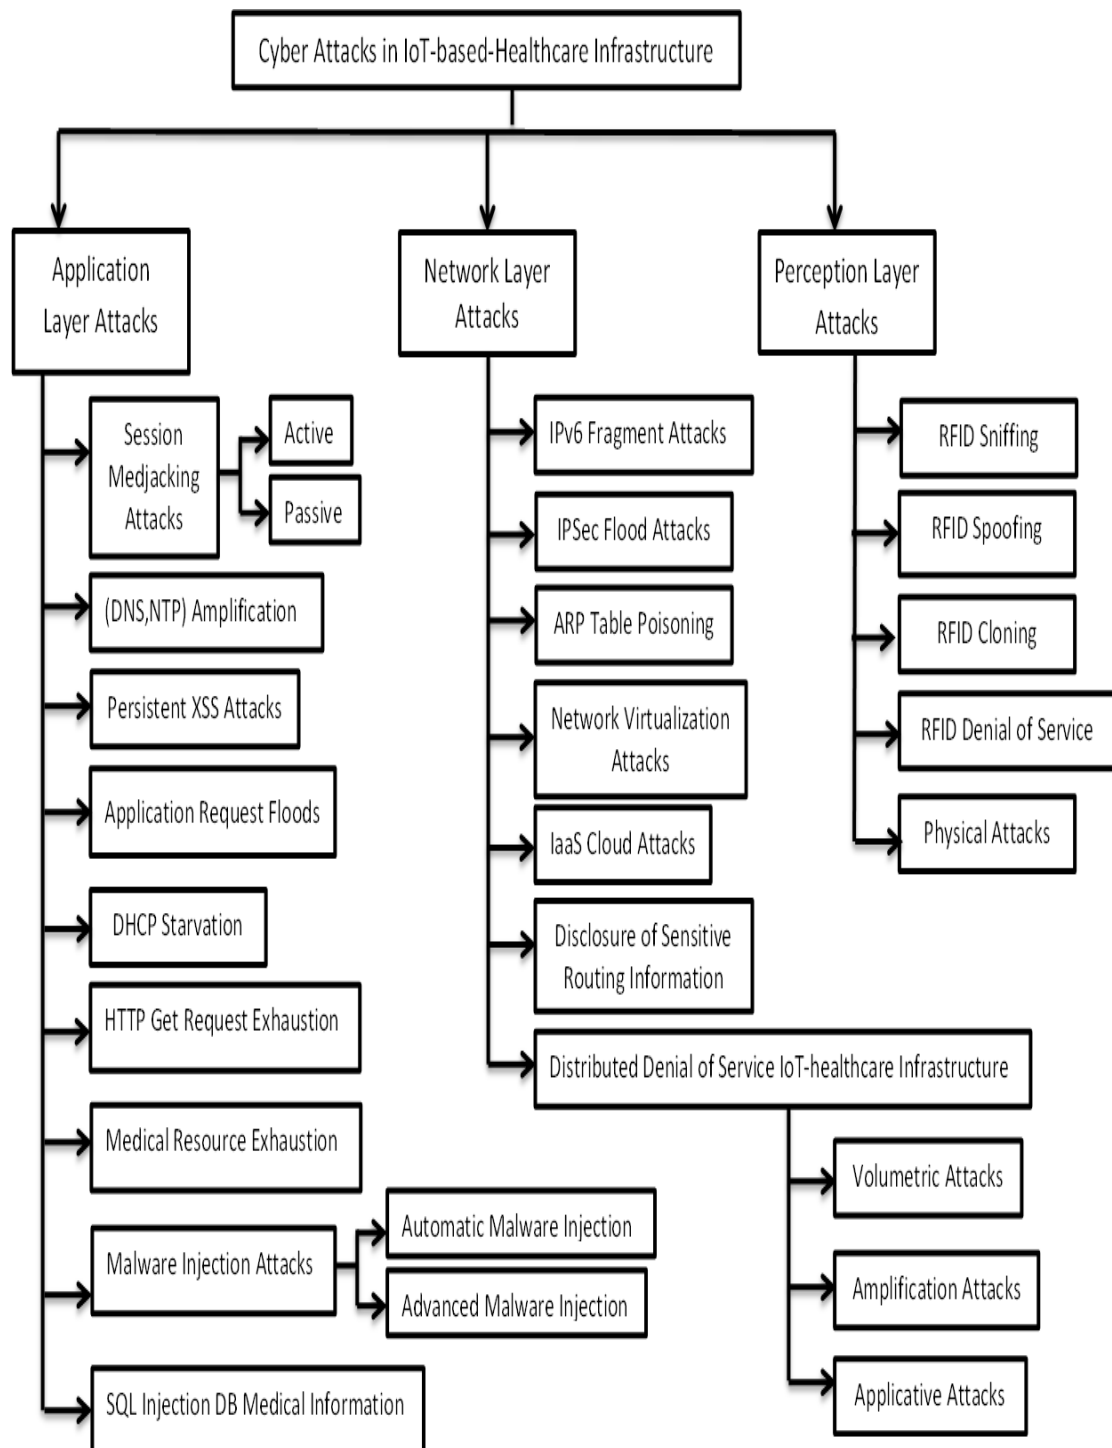 Cyber Attacks in IoT-based-Healthcare Infrastructure
Application
Layer Attacks
Session
Medjacking
Attacks
Active
Passive
(DNS,NTP) Amplification
Persistent XSS Attacks
Application Request Floods
DHCP Starvation
HTTP Get Request Exhaustion
Medical Resource Exhaustion
Malware Injection Attacks
Automatic Malware Injection
Advanced Malware Injection
SQL Injection DB Medical Information
Network Layer
Attacks
IPv6 Fragment Attacks
IPSec Flood Attacks
ARP Table Poisoning
Network Virtualization
Attacks
IaaS Cloud Attacks
Disclosure of Sensitive
Routing Information
Distributed Denial of Service IoT-healthcare Infrastructure
Volumetric Attacks
Amplification Attacks
Applicative Attacks
Perception Layer
Attacks
RFID Sniffing
RFID Spoofing
RFID Cloning
RFID Denial of Service
Physical Attacks